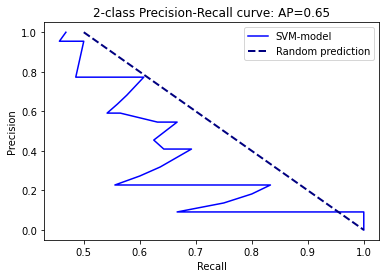 2-class Precision-Recall curve: AP=0.65
SVM-model
Random prediction
Precision
1.0
0.8
0.6
0.4
0.2
0.0
0.5 0.6 0.7 0.8 0.9 1.0
Recall